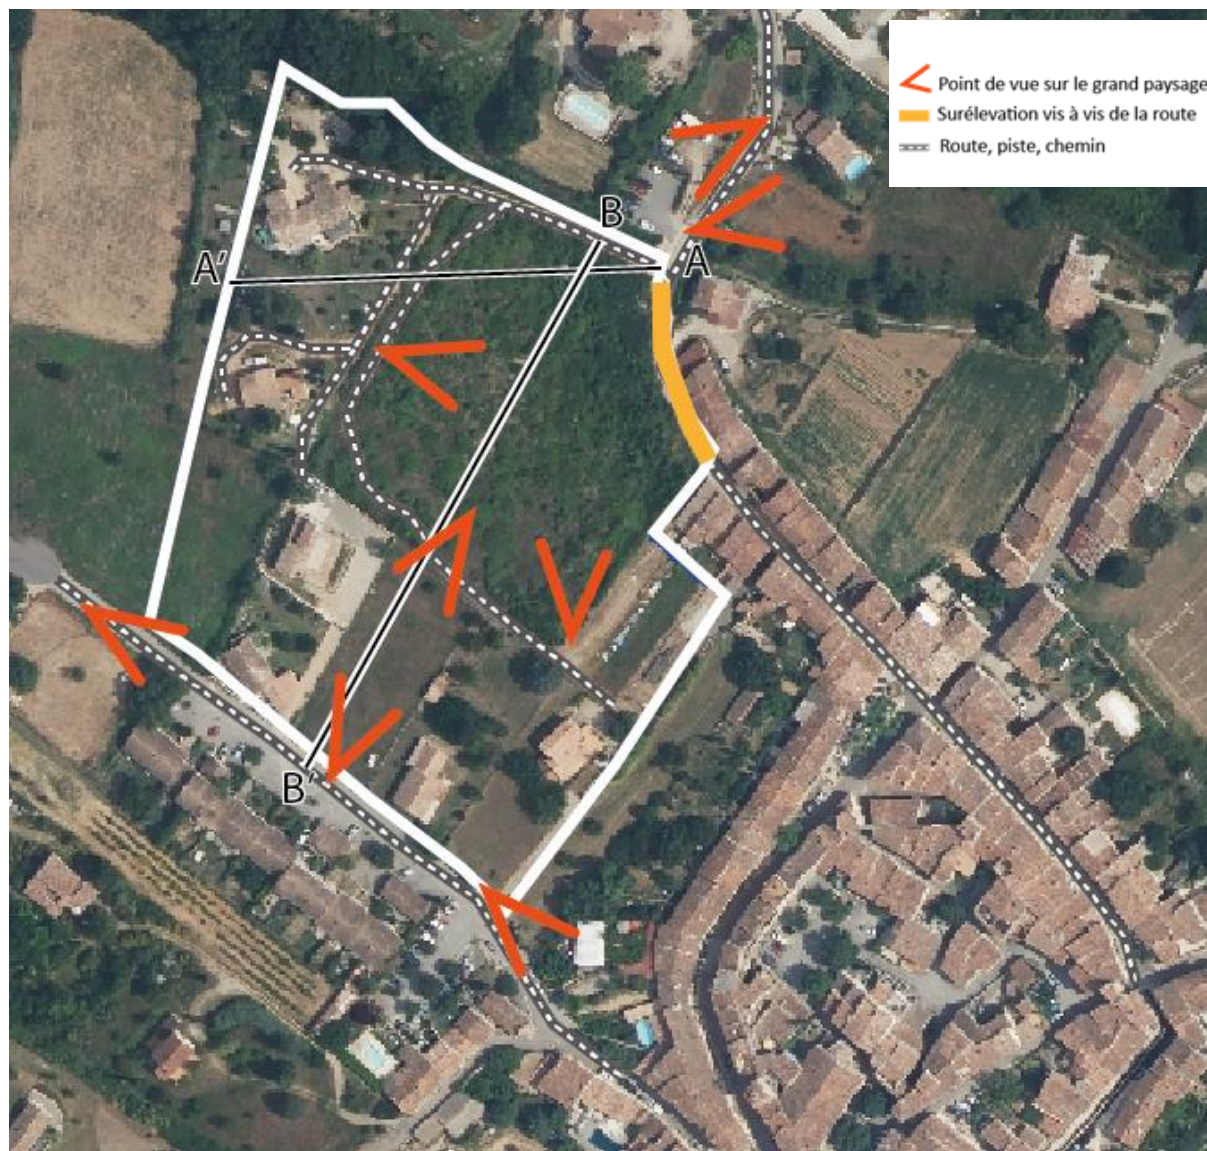 Point de vue sur le grand paysage
Surélevation vis à vis de la route
Route, piste, chemin
B
A'
A
B'